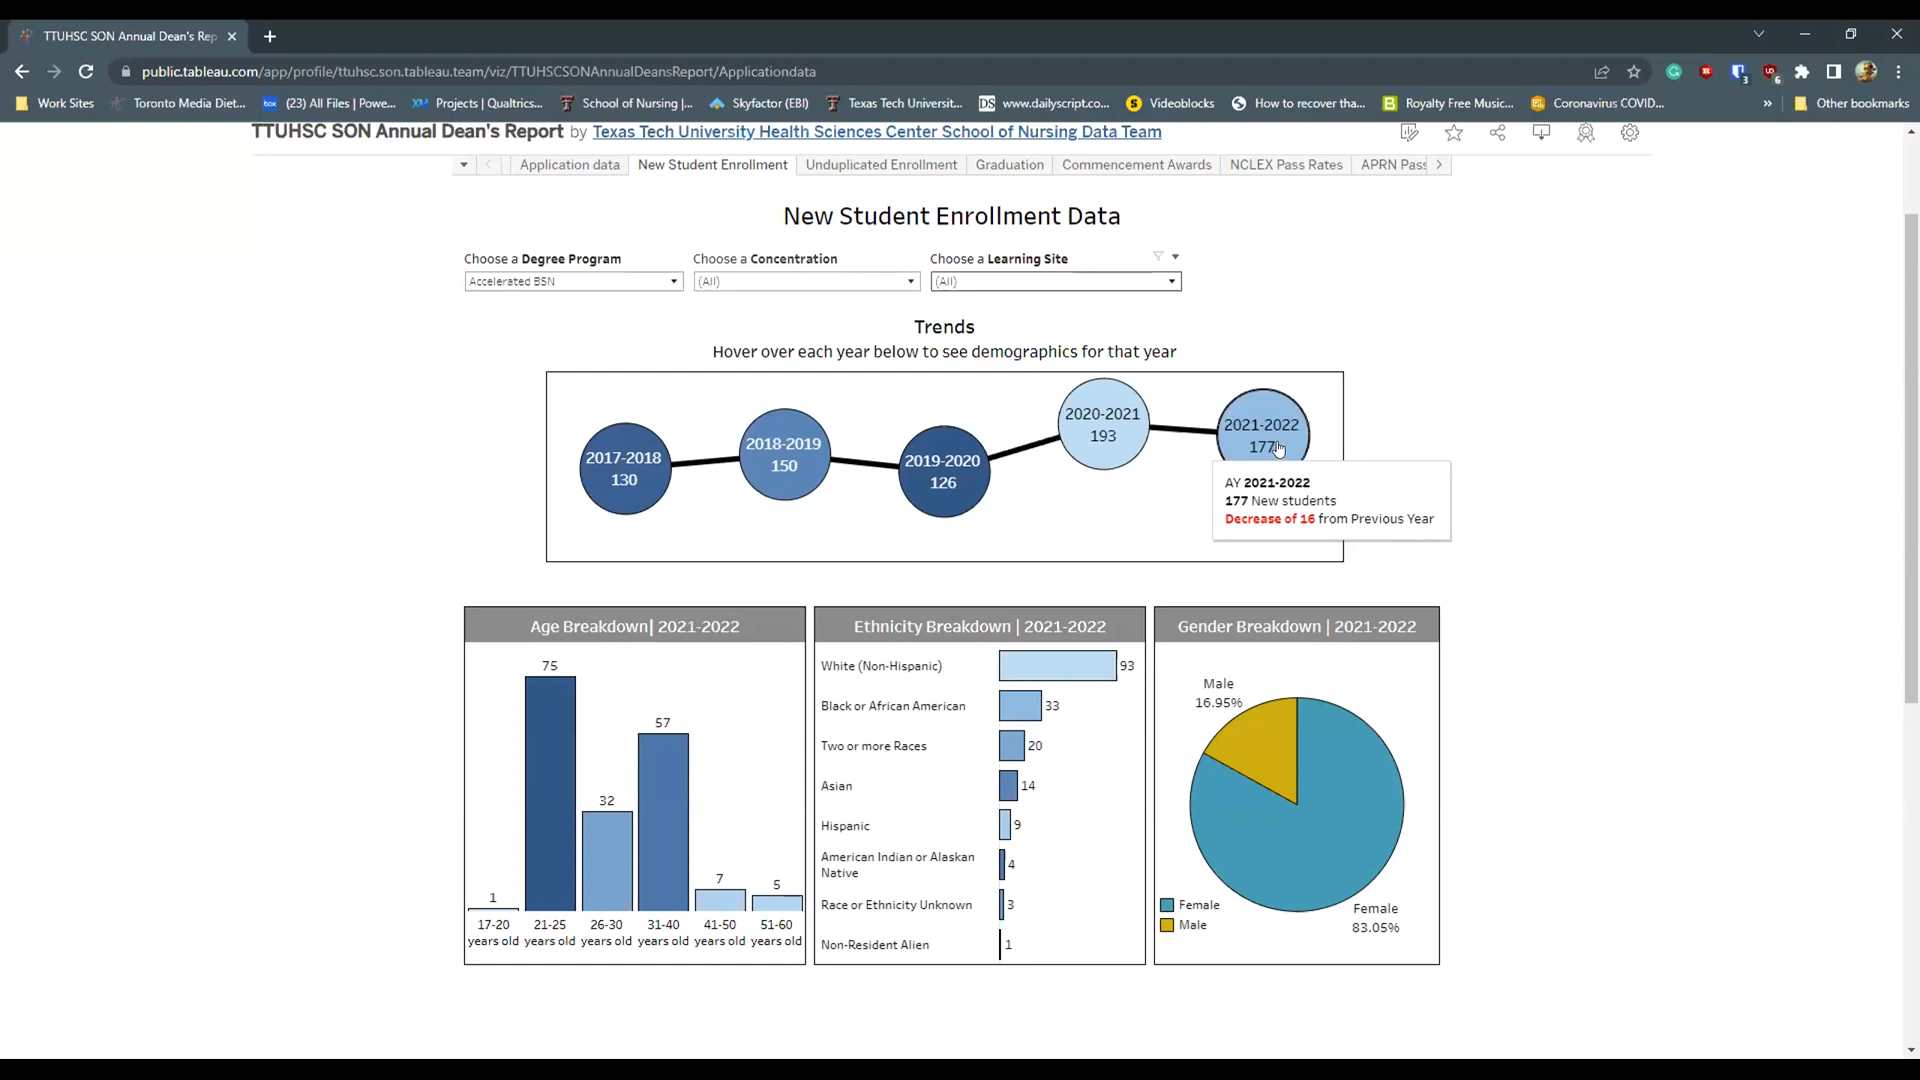 TTUHSC SON Annual Dean's Rep
public.tableau.com/app/profile/ttuhsc.son.tableau.team/viz/TTUHSCSONAnnualDeansReport/Applicationdata
3
6
Work Sites
Toronto Media Diet...
box (23) All Files | Powe...
XM Projects | Qualtrics...
School of Nursing |...
Skyfactor (EBI)
Texas Tech Universit...
DS www.dailyscript.co...
S Videoblocks
How to recover tha...
B Royalty Free Music...
Coronavirus COVID...
»
Other bookmarks
TTUHSC SON Annual Dean's Report by Texas Tech University Health Sciences Center School of Nursing Data Team
Application data
New Student Enrollment
Unduplicated Enrollment
Graduation
Commencement Awards
NCLEX Pass Rates
APRN Pass
New Student Enrollment Data
Choose a Degree Program
Choose a Concentration
Choose a Learning Site
Accelerated BSN
(All)
(All)
Trends
Hover over each year below to see demographics for that year
2017-2018
130
2018-2019
150
2019-2020
126
2020-2021
193
2021-2022
177
AY 2021-2022
177 New students
Decrease of 16 from Previous Year
Age Breakdown| 2021-2022
75
57
32
7
5
1
17-20 years old
21-25 years old
26-30 years old
31-40 years old
41-50 years old
51-60 years old
Ethnicity Breakdown | 2021-2022
White (Non-Hispanic) 93
Black or African American 33
Two or more Races 20
Asian 14
Hispanic 9
American Indian or Alaskan
Native 4
Race or Ethnicity Unknown 3
Non-Resident Alien 1
Gender Breakdown | 2021-2022
Male
16.95%
Female
Male
Female
83.05%